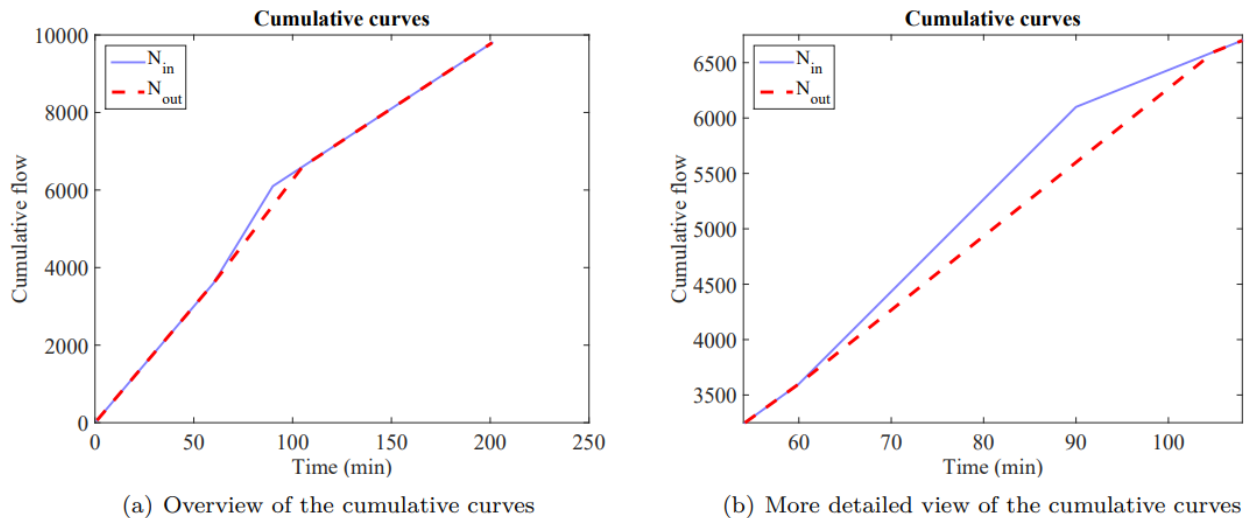 Cumulative curves
N_in
N_out
10000
8000
6000
4000
2000
0
Cumulative flow
0 50 100 150 200 250
Time (min)
(a) Overview of the cumulative curves
Cumulative curves
N_in
N_out
6500
6000
5500
5000
4500
4000
3500
Cumulative flow
60 70 80 90 100
Time (min)
(b) More detailed view of the cumulative curves